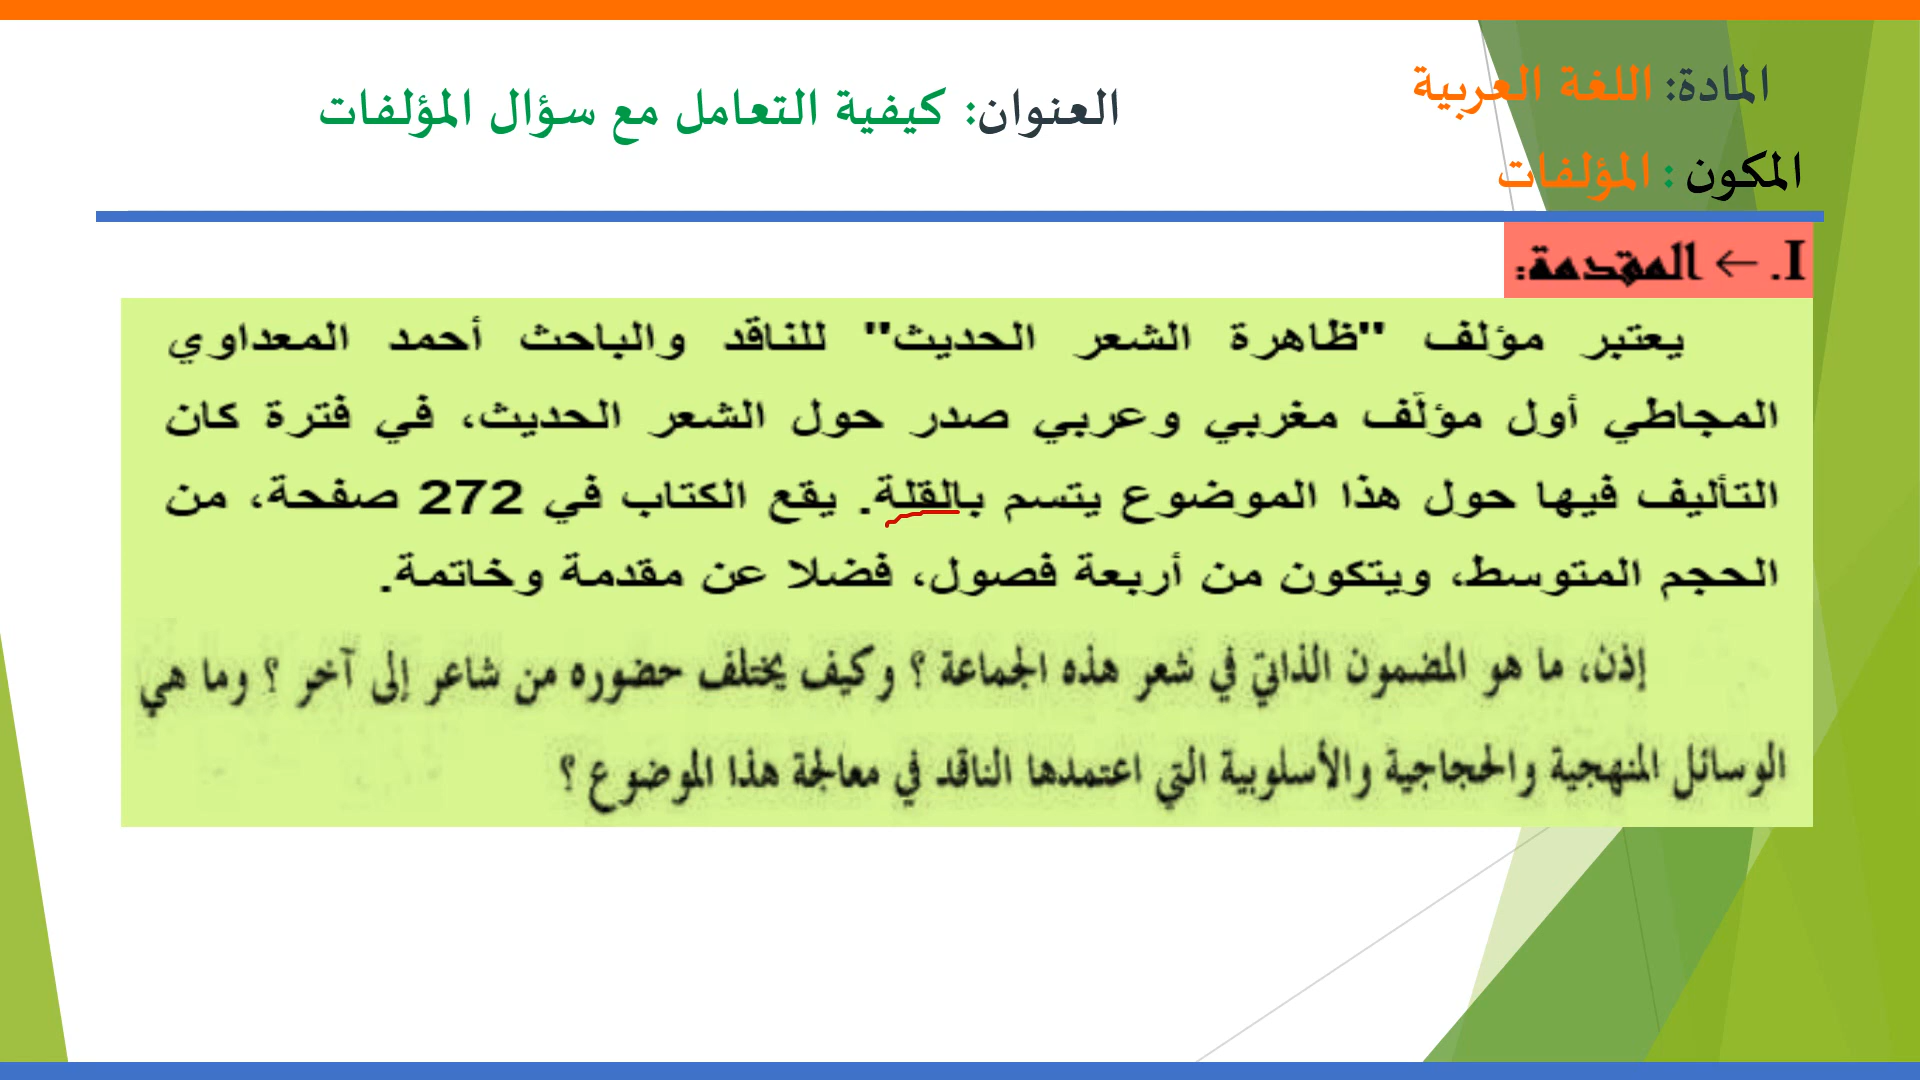 المادة: اللغة العربية
العنوان: كيفية التعامل مع سؤال المؤلفات
المكون : المؤلفات
I. ← المقدمة:
يعتبر مؤلف "ظاهرة الشعر الحديث" للناقد والباحث أحمد المعداوي
المجاطي أول مؤلَف مغربي وعربي صدر حول الشعر الحديث، في فترة كان
التأليف فيها حول هذا الموضوع يتسم بالقلة. يقع الكتاب في 272 صفحة، من
الحجم المتوسط، ويتكون من أربعة فصول، فضلا عن مقدمة وخاتمة.
إذن، ما هو المضمون الذاتي في شعر هذه الجماعة ؟ وكيف يختلف حضوره من شاعر إلى آخر ؟ وما هي
الوسائل المنهجية والحجاجية والأسلوبية التي اعتمدها الناقد في معالجة هذا الموضوع ؟